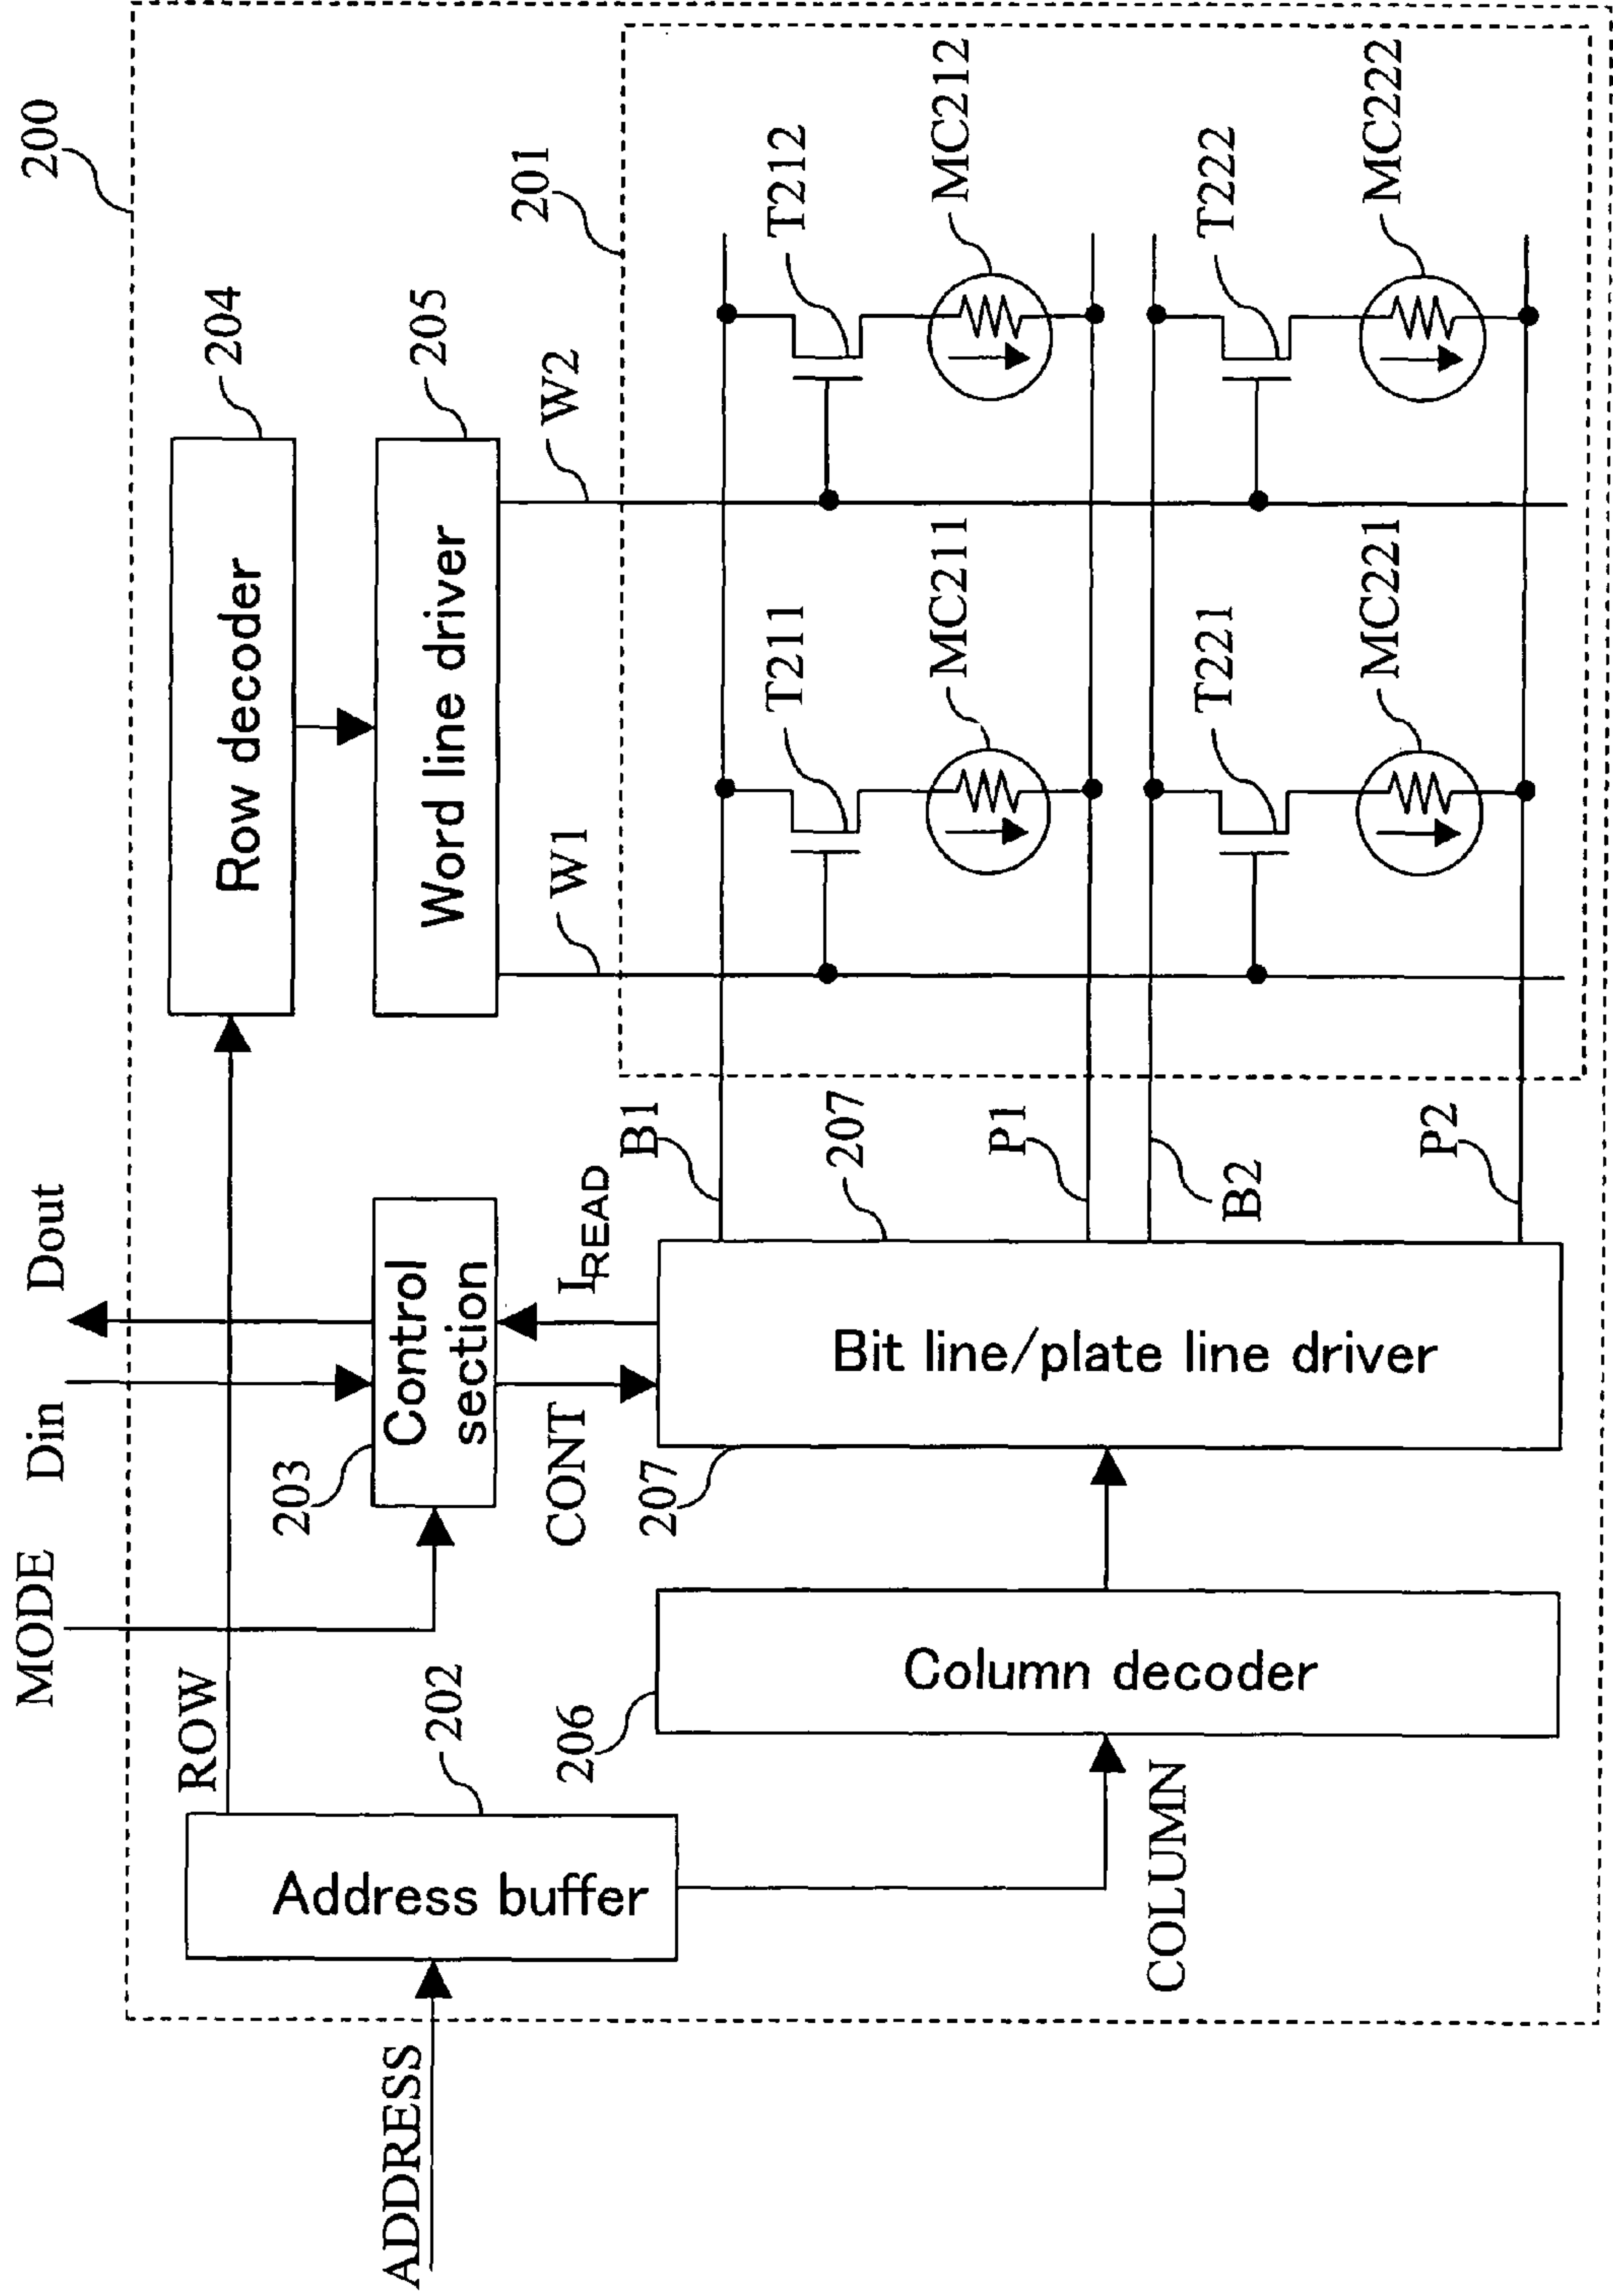 200
MODE
Din
Dout
ROW
204
Row decoder
ADDRESS
202
Address buffer
203
Control
section
205
Word line driver
CONT
I_READ
W1
W2
201
206
207
B1
T211
T212
Column decoder
Bit line/plate line driver
207
MC211
MC212
P1
COLUMN
B2
T221
T222
MC221
MC222
P2